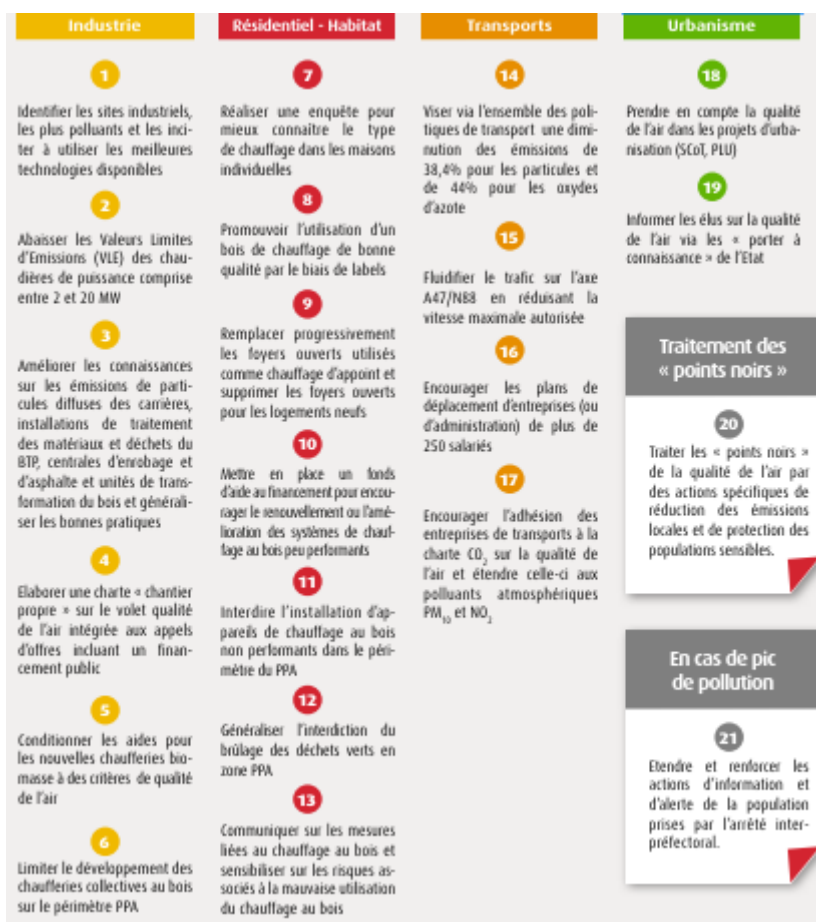 Industrie
1
Identifier les sites industriels,
les plus polluants et les inci-
ter à utiliser les meilleures
technologies disponibles
2
Abaisser les Valeurs Limites
d'Emissions (VLE) des chau-
dières de puissance comprise
entre 2 et 20 MW
3
Améliorer les connaissances
sur les émissions de parti-
cules diffuses des carrières,
installations de traitement
des matériaux et déchets du
BTP, centrales d'enrobage et
d'asphalte et unités de trans-
formation du bois et générali-
ser les bonnes pratiques
4
Elaborer une charte « chantier
propre » sur le volet qualité
de l'air intégrée aux appels
d'offres incluant un finan-
cement public
5
Conditionner les aides pour
les nouvelles chaufferies bio-
masse à des critères de qualité
de l'air
6
Limiter le développement des
chaufferies collectives au bois
sur le périmètre PPA
Résidentiel - Habitat
7
Réaliser une enquête pour
mieux connaître le type
de chauffage dans les maisons
individuelles
8
Promouvoir l'utilisation d'un
bois de chauffage de bonne
qualité par le biais de labels
9
Remplacer progressivement
les foyers ouverts utilisés
comme chauffage d'appoint et
supprimer les foyers ouverts
pour les logements neufs
10
Mettre en place un fonds
d'aide au financement pour encou-
rager le renouvellement ou l'amé-
lioration des systèmes de chauf-
fage au bois peu performants
11
Interdire l'installation d'ap-
pareils de chauffage au bois
non performants dans le péri-
mètre du PPA
12
Généraliser l'interdiction du
brûlage des déchets verts en
zone PPA
13
Communiquer sur les mesures
liées au chauffage au bois et
sensibiliser sur les risques as-
sociés à la mauvaise utilisation
du chauffage au bois
Transports
14
Viser via l'ensemble des poli-
tiques de transport une dimi-
nution des émissions de
38,4% pour les particules et
de 44% pour les oxydes
d'azote
15
Fluidifier le trafic sur l'axe
A47/N88 en réduisant la
vitesse maximale autorisée
16
Encourager les plans de
déplacement d'entreprises (ou
d'administration) de plus de
250 salariés
17
Encourager l'adhésion des
entreprises de transports à la
charte CO₂ sur la qualité de
l'air et étendre celle-ci aux
polluants atmosphériques
PM₁₀ et NO₂
Urbanisme
18
Prendre en compte la qualité
de l'air dans les projets d'urba-
nisation (SCoT, PLU)
19
Informer les élus sur la qualité
de l'air via les « porter à
connaissance » de l'Etat
Traitement des
« points noirs »
20
Traiter les « points noirs »
de la qualité de l'air par
des actions spécifiques de
réduction des émissions
locales et de protection des
populations sensibles.
En cas de pic
de pollution
21
Etendre et renforcer les
actions d'information et
d'alerte de la population
prises par l'arrêté inter-
préfectoral.